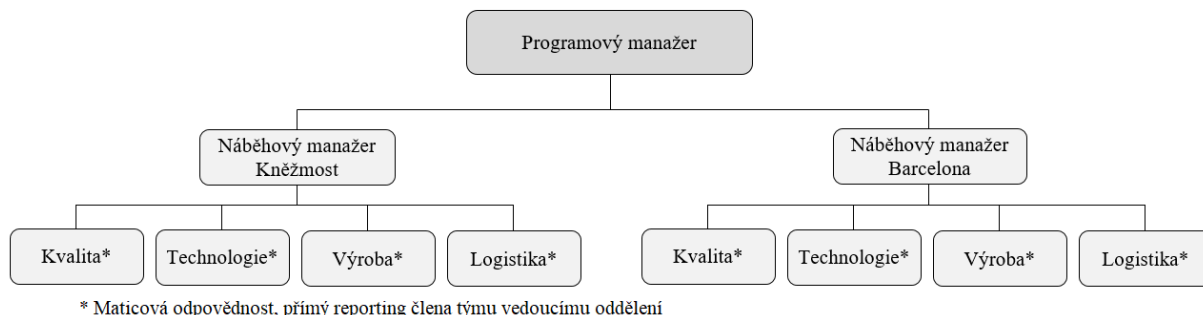 Programový manažer
Náběhový manažer
Kněžmost
Náběhový manažer
Barcelona
Kvalita*
Technologie*
Výroba*
Logistika*
Kvalita*
Technologie*
Výroba*
Logistika*
* Maticová odpovědnost, přímý reporting člena týmu vedoucímu oddělení